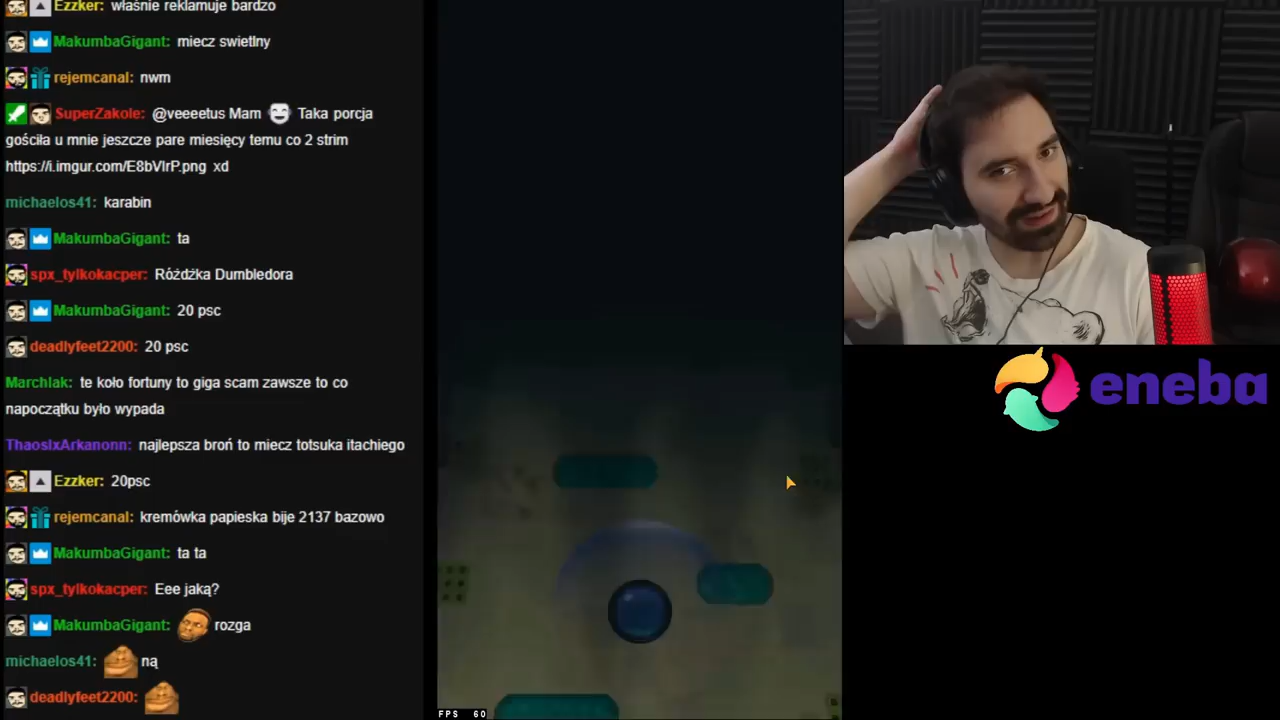 Ezzker: właśnie reklamuje bardzo
MakumbaGigant: miecz swietlny
rejemcanal: nwm
SuperZakole: @veeeetus Mam Taka porcja
gościła u mnie jeszcze pare miesięcy temu co 2 strim
https://i.imgur.com/E8bVlrP.png xd
michaelos41: karabin
MakumbaGigant: ta
spx_tylkokacper: Różdżka Dumbledora
MakumbaGigant: 20 psc
deadlyfeet2200: 20 psc
Marchlak: te koło fortuny to giga scam zawsze to co
napoczątku było wypada
ThaosIxArkanonn: najlepsza broń to miecz totsuka itachiego
Ezzker: 20psc
rejemcanal: kremówka papieska bije 2137 bazowo
MakumbaGigant: ta ta
spx_tylkokacper: Eee jaką?
MakumbaGigant: rozga
michaelos41: ną
deadlyfeet2200:
FPS 60
eneba